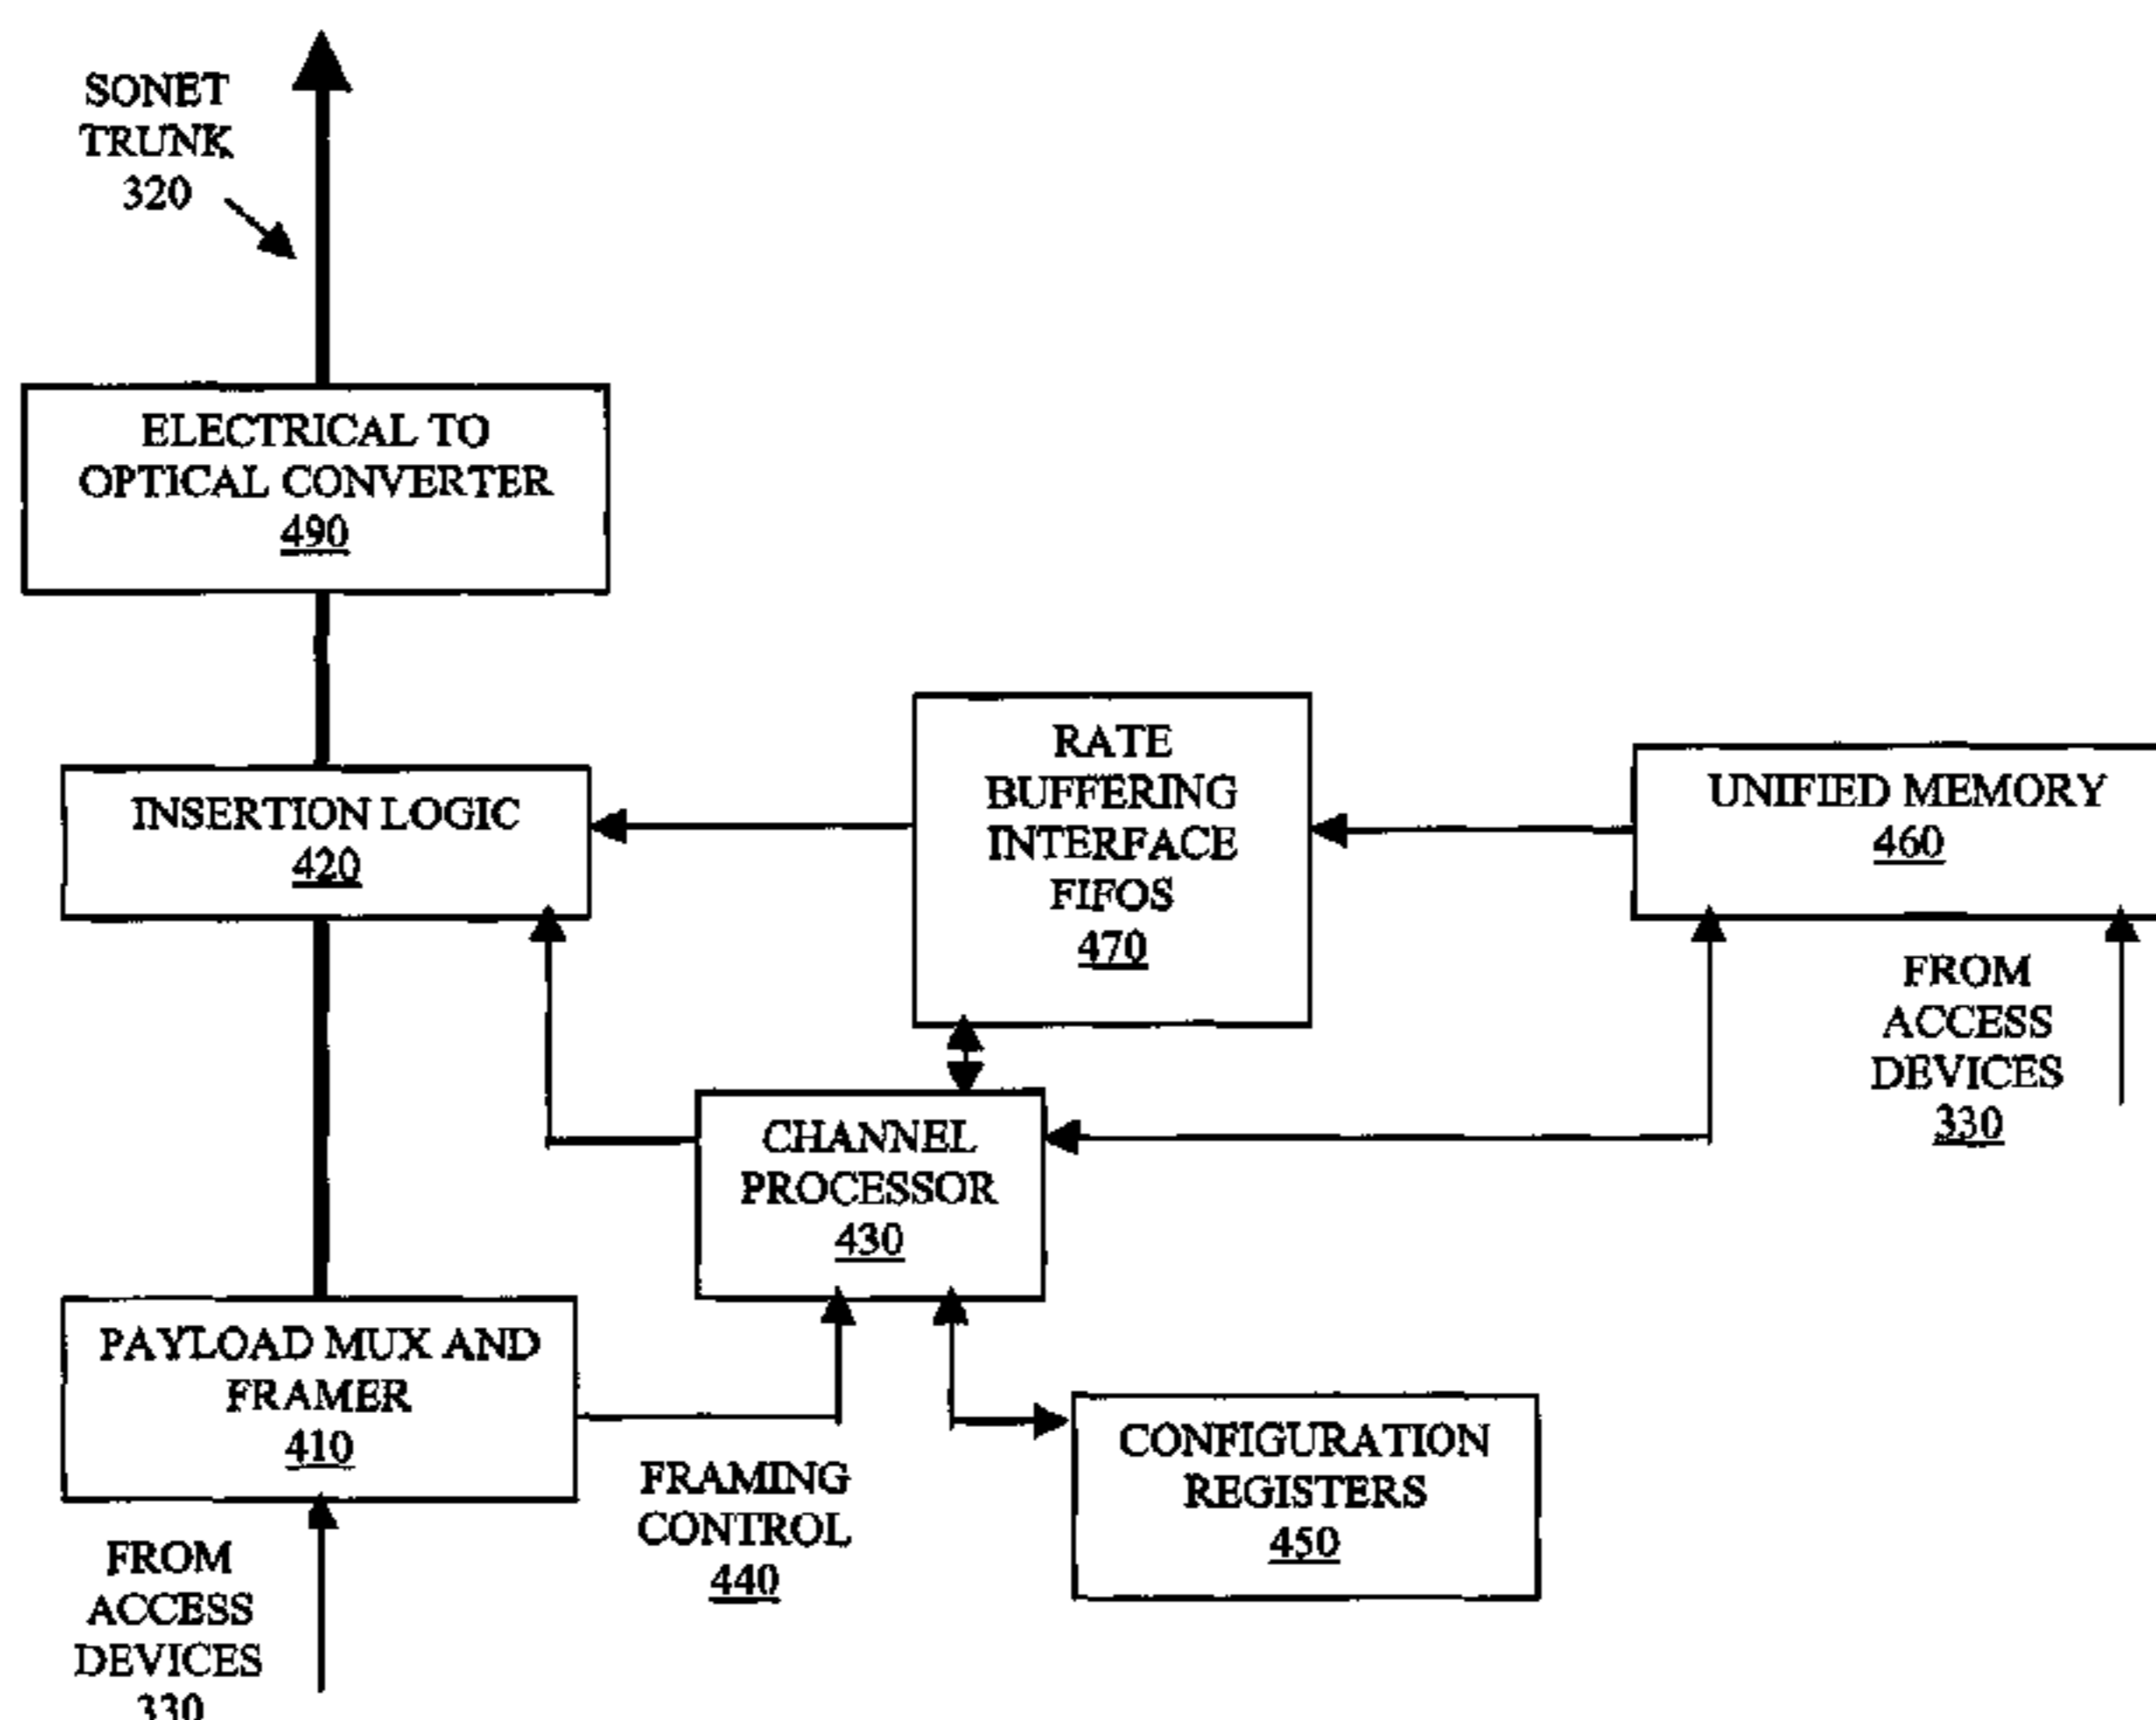 SONET
TRUNK
320
ELECTRICAL TO
OPTICAL CONVERTER
490
INSERTION LOGIC
420
RATE
BUFFERING
INTERFACE
FIFOS
470
UNIFIED MEMORY
460
FROM
ACCESS
DEVICES
330
CHANNEL
PROCESSOR
430
PAYLOAD MUX AND
FRAMER
410
FRAMING
CONTROL
440
CONFIGURATION
REGISTERS
450
FROM
ACCESS
DEVICES
330